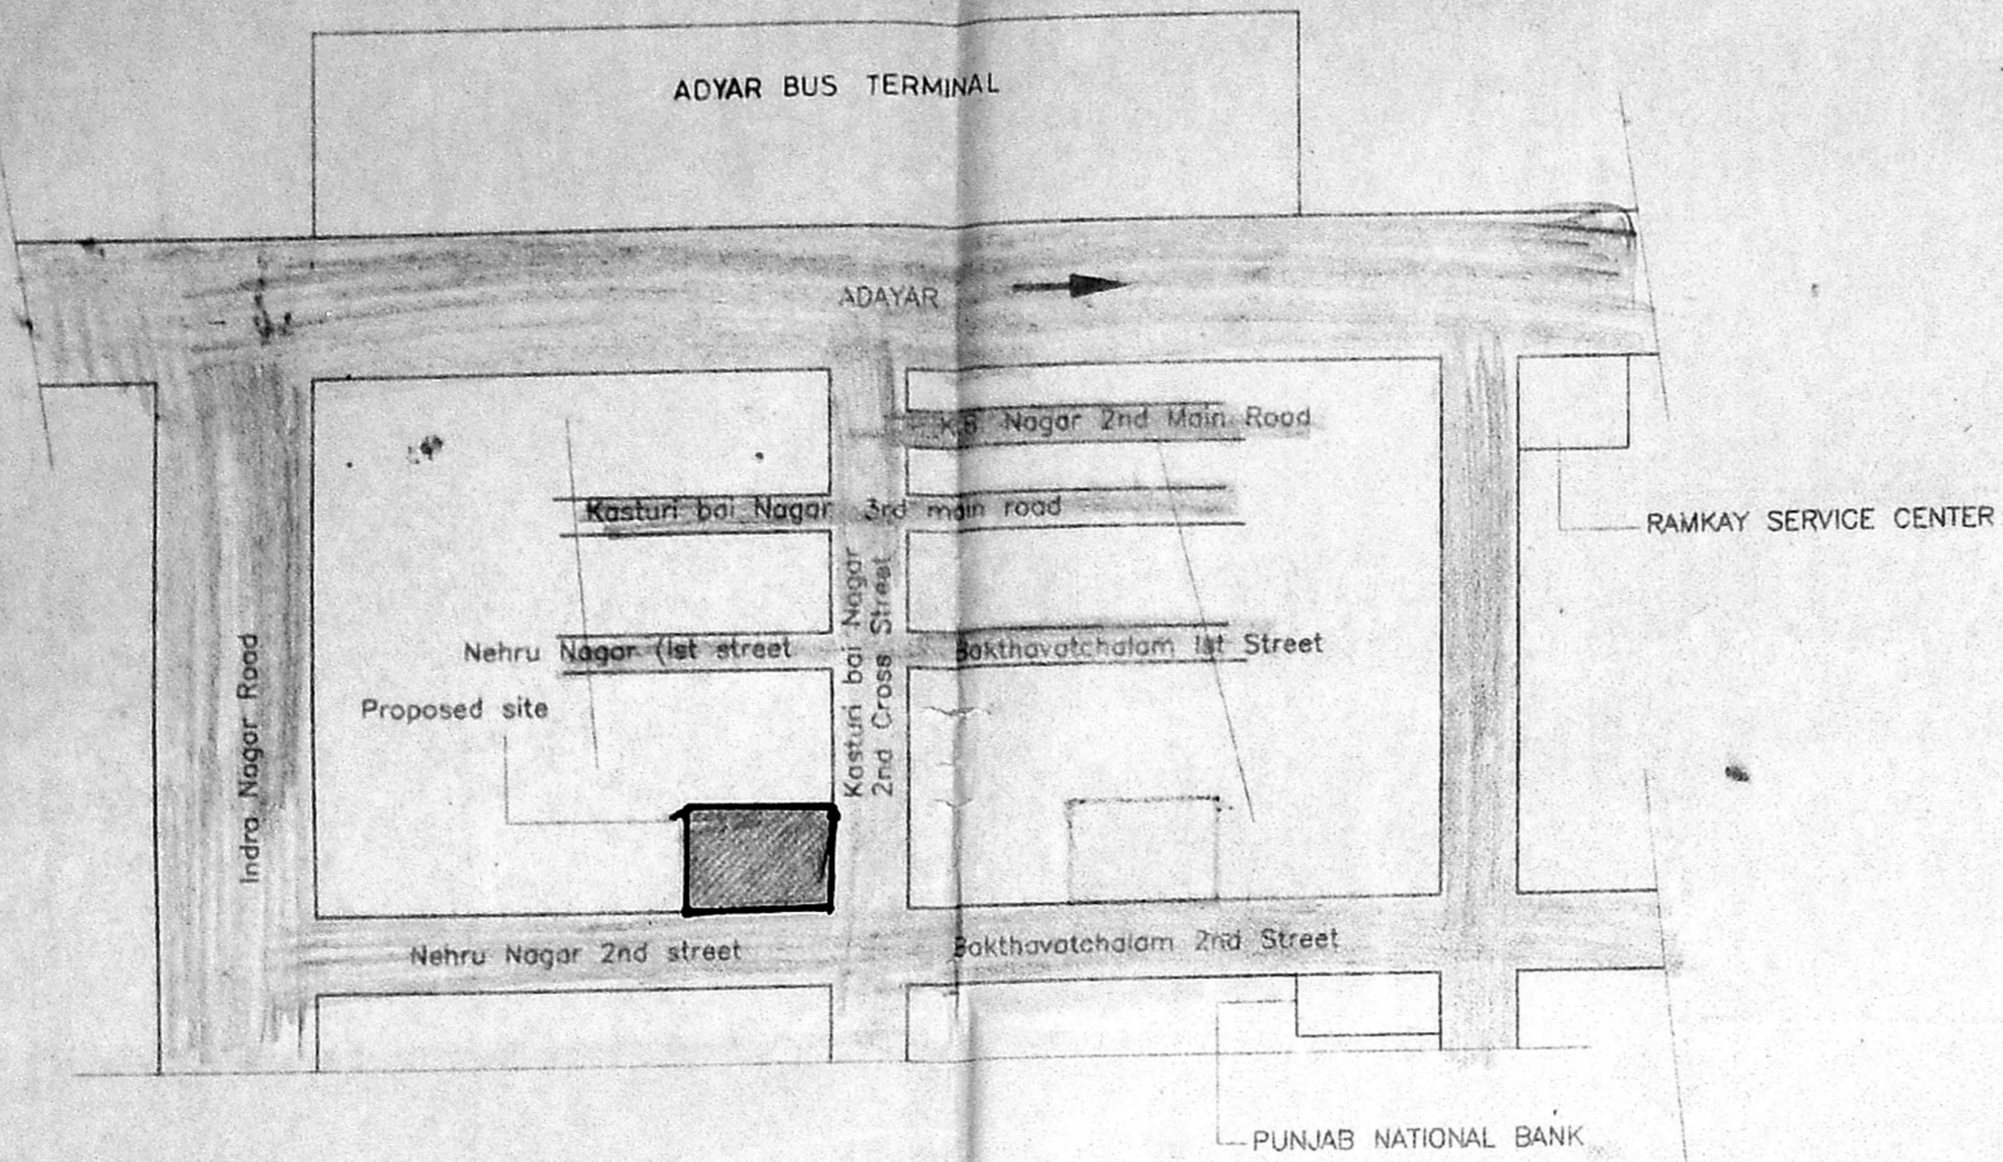 ADYAR BUS TERMINAL
ADAYAR
K.B. Nagar 2nd Main Road
Kasturi bai Nagar 3rd main road
RAMKAY SERVICE CENTER
Nehru Nagar (Ist street
Bakthavatchalam Ist Street
Kasturi bai Nagar
2nd Cross Street
Indra Nagar Road
Proposed site
Nehru Nagar 2nd street
Bakthavatchalam 2nd Street
PUNJAB NATIONAL BANK